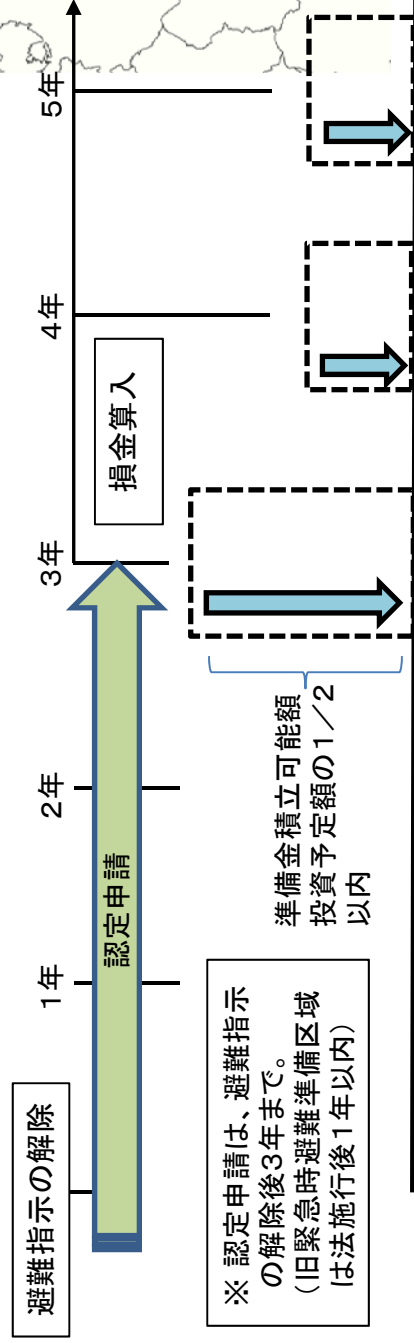 避難指示の解除
1年
2年
3年
4年
5年
認定申請
損金算入
準備金積立可能額
投資予定額の1／2
以内
※ 認定申請は、避難指示
の解除後3年まで。
(旧緊急時避難準備区域
は法施行後1年以内)